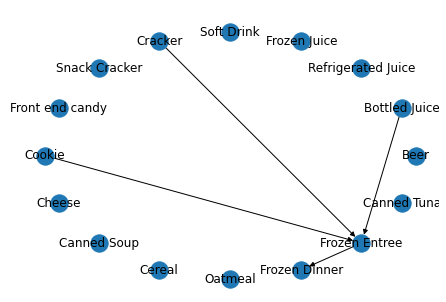 Soft Drink
Cracker
Frozen Juice
Snack Cracker
Refrigerated Juice
Front end candy
Bottled Juice
Cookie
Beer
Cheese
Canned Tuna
Canned Soup
Frozen Entree
Cereal
Frozen Dinner
Oatmeal